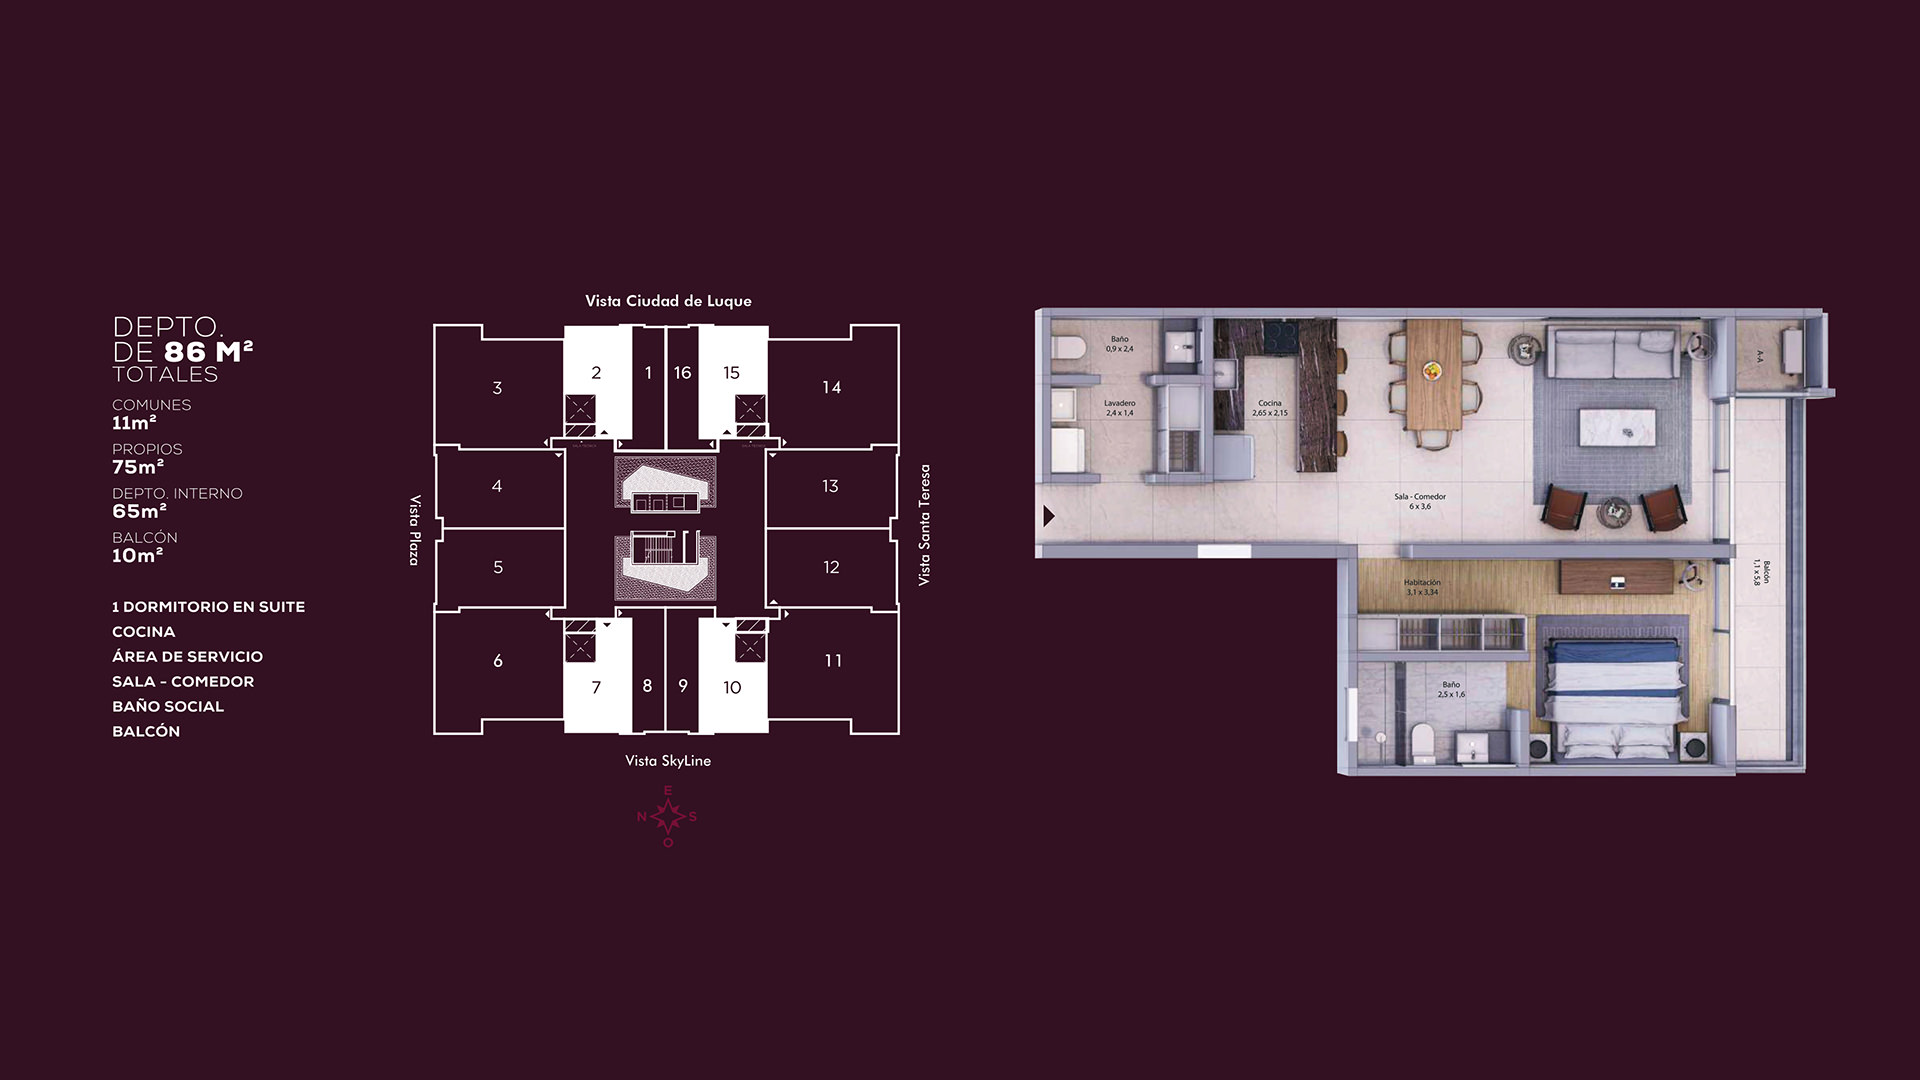 DEPTO.
DE 86 M²
TOTALES
COMUNES
11m²
PROPIOS
75m²
DEPTO. INTERNO
65m²
BALCÓN
10m²
1 DORMITORIO EN SUITE
COCINA
ÁREA DE SERVICIO
SALA - COMEDOR
BAÑO SOCIAL
BALCÓN
Vista Ciudad de Luque
3
2
1
16
15
14
4
13
5
12
6
7
8
9
10
11
Vista Plaza
Vista Santa Teresa
Vista SkyLine
E
N
S
O
Baño
0,9 x 2,4
Lavadero
2,4 x 1,4
Cocina
2,65 x 2,15
Sala - Comedor
6 x 3,6
A-A
Habitación
3,1 x 3,34
Baño
2,5 x 1,6
Balcón
1,1 x 5,8